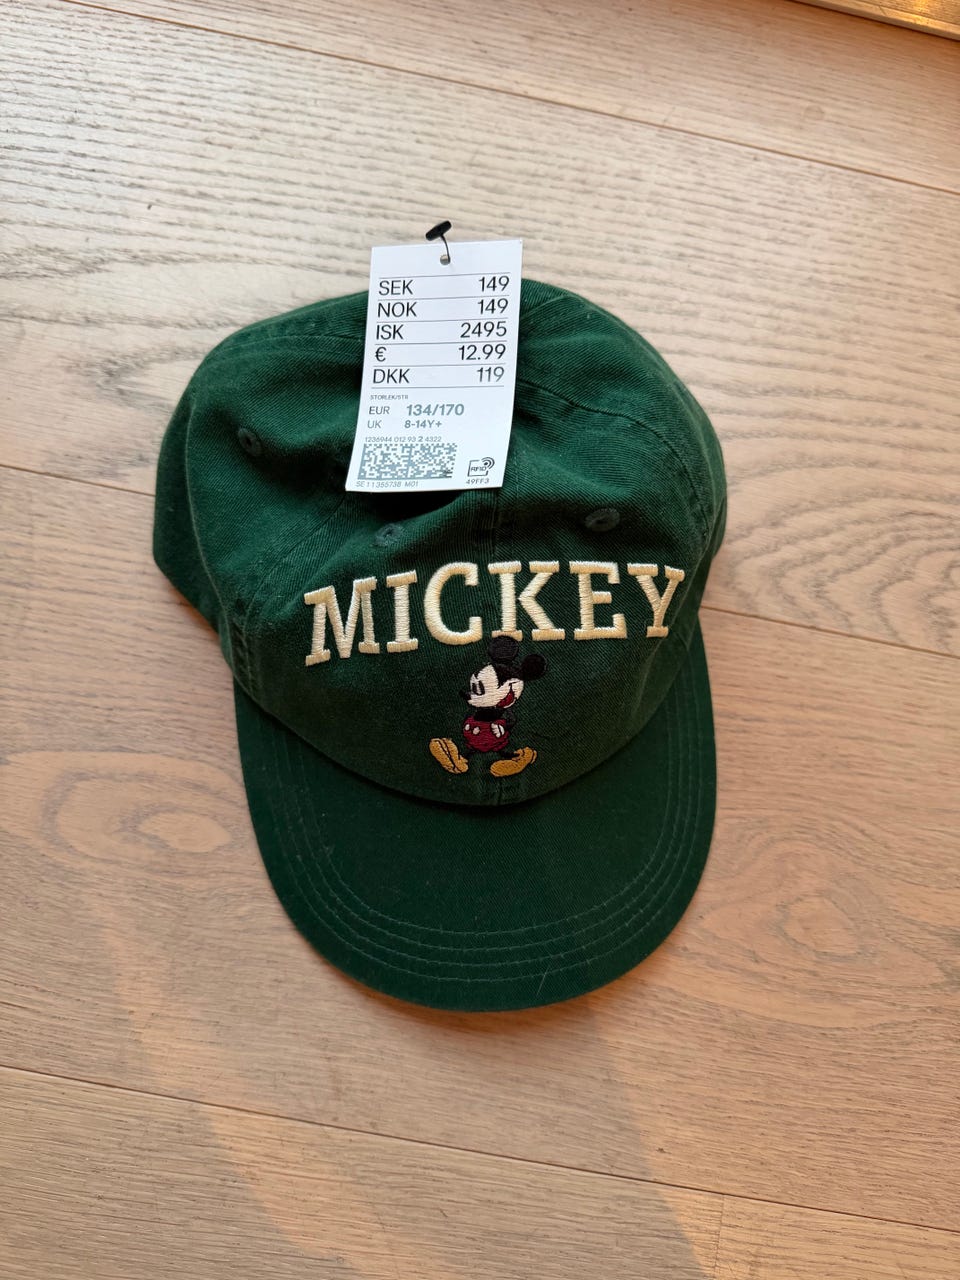 SEK 149
NOK 149
ISK 2495
€ 12.99
DKK 119
STORLEK/STR
EUR 134/170
UK 8-14Y+
1236944 012 93 2 4322
RFID
SE 1 1 355738 M01
49FF3
MICKEY